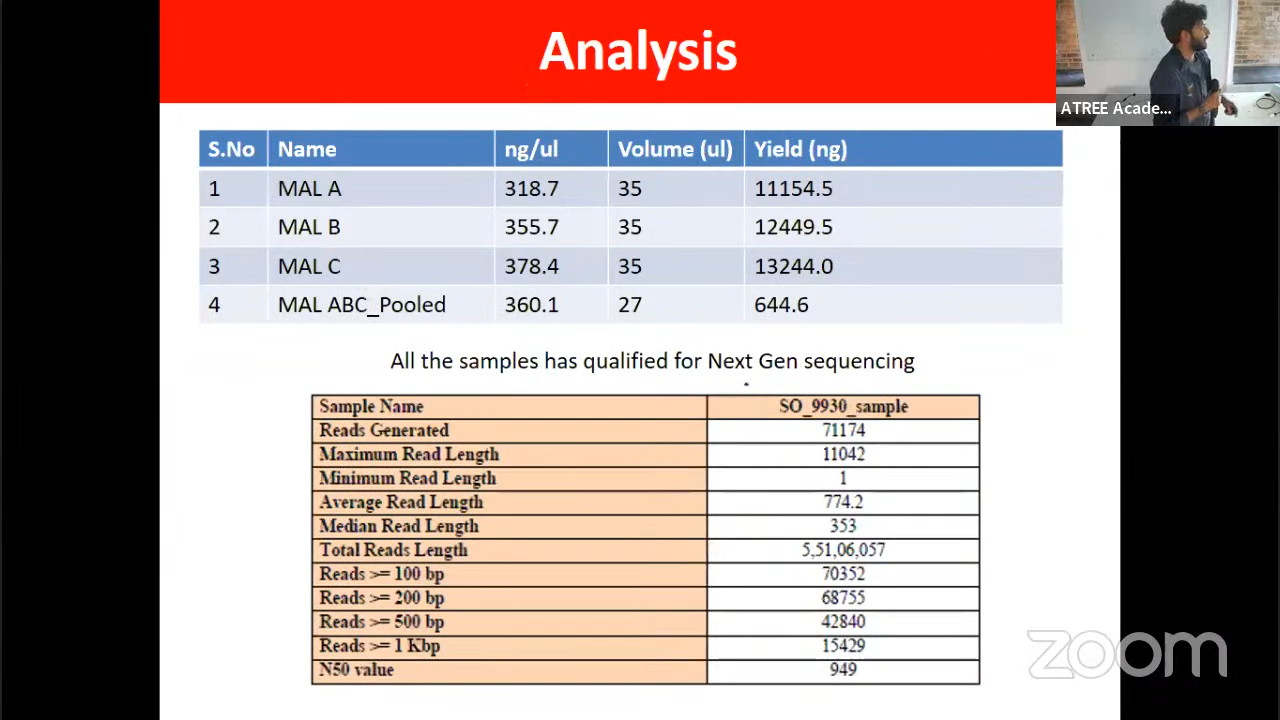 Analysis
ATREE Acade...
S.No Name ng/ul Volume (ul) Yield (ng)
1 MAL A 318.7 35 11154.5
2 MAL B 355.7 35 12449.5
3 MAL C 378.4 35 13244.0
4 MAL ABC_Pooled 360.1 27 644.6
All the samples has qualified for Next Gen sequencing
Sample Name SO_9930_sample
Reads Generated 71174
Maximum Read Length 11042
Minimum Read Length 1
Average Read Length 774.2
Median Read Length 353
Total Reads Length 5,51,06,057
Reads >= 100 bp 70352
Reads >= 200 bp 68755
Reads >= 500 bp 42840
Reads >= 1 Kbp 15429
N50 value 949
zoom